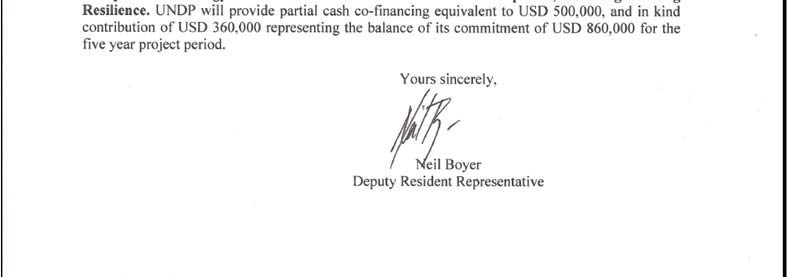 Resilience. UNDP will provide partial cash co-financing equivalent to USD 500,000, and in kind
contribution of USD 360,000 representing the balance of its commitment of USD 860,000 for the
five year project period.
Yours sincerely,
Neil Boyer
Deputy Resident Representative